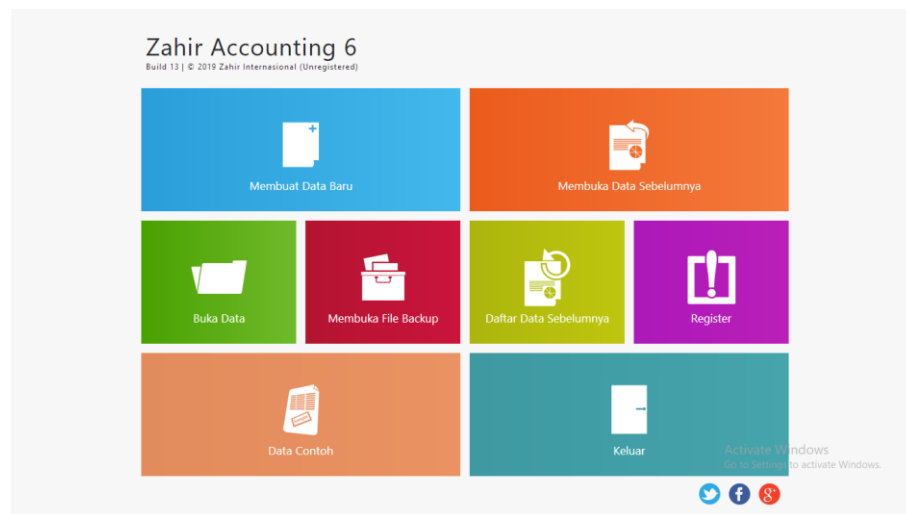 Zahir Accounting 6
Build 13 | © 2019 Zahir Internasional (Unregistered)
Membuat Data Baru
Membuka Data Sebelumnya
Buka Data
Membuka File Backup
Daftar Data Sebelumnya
Register
Data Contoh
Keluar
Activate Windows
Go to Settings to activate Windows.